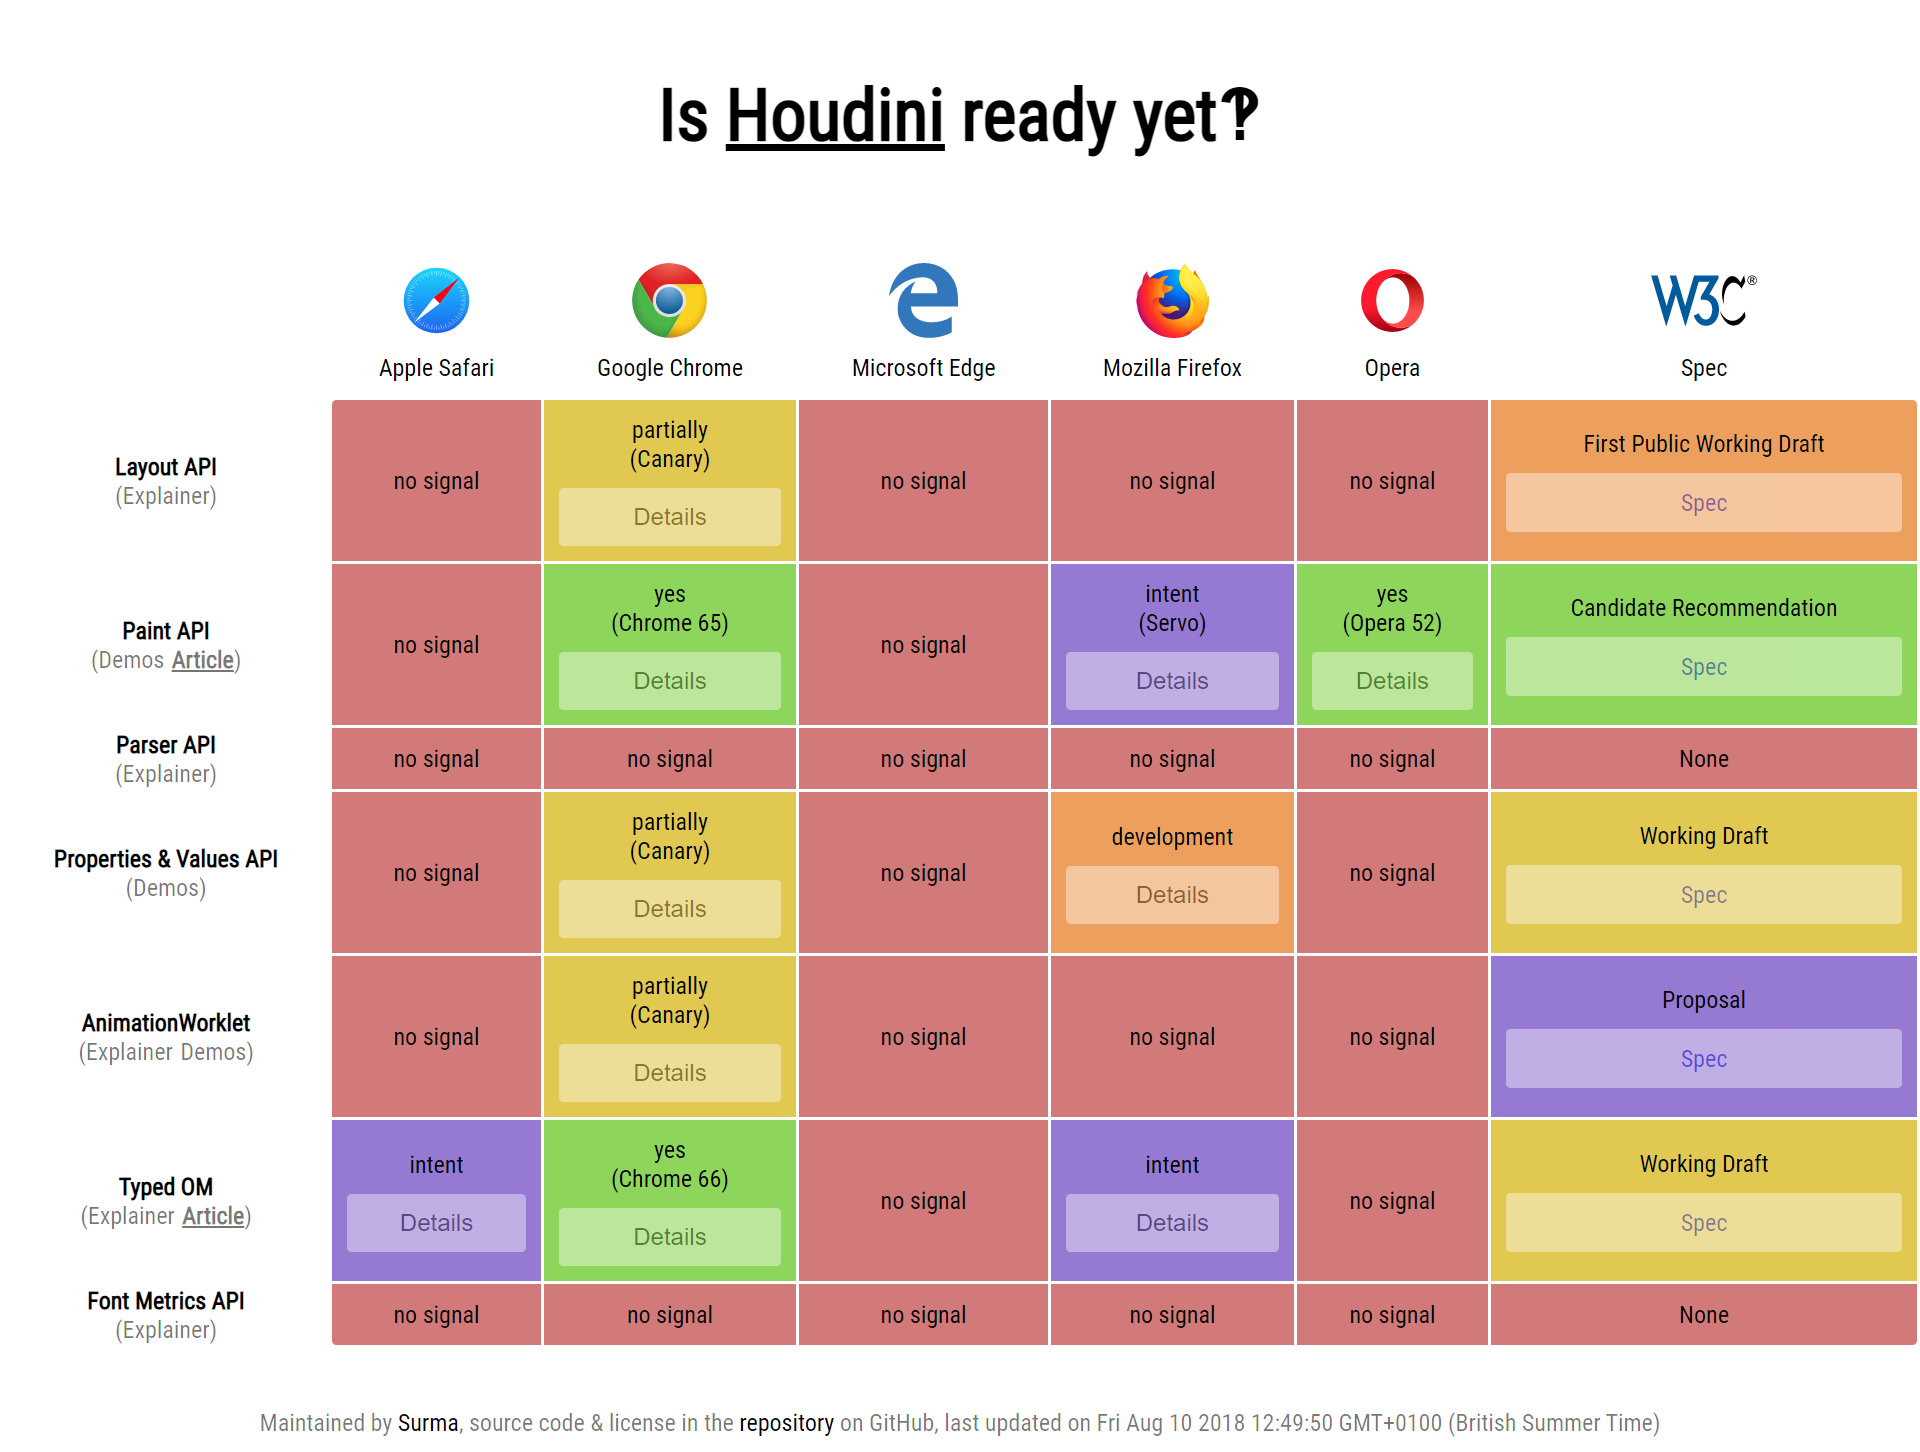 Is Houdini ready yet‽
W3C®
Apple Safari Google Chrome Microsoft Edge Mozilla Firefox Opera Spec
Layout API
(Explainer)
no signal
partially
(Canary)
Details
no signal
no signal
no signal
First Public Working Draft
Spec
Paint API
(Demos Article)
no signal
yes
(Chrome 65)
Details
no signal
intent
(Servo)
Details
yes
(Opera 52)
Details
Candidate Recommendation
Spec
Parser API
(Explainer)
no signal
no signal
no signal
no signal
no signal
None
Properties & Values API
(Demos)
no signal
partially
(Canary)
Details
no signal
development
Details
no signal
Working Draft
Spec
AnimationWorklet
(Explainer Demos)
no signal
partially
(Canary)
Details
no signal
no signal
no signal
Proposal
Spec
Typed OM
(Explainer Article)
intent
Details
yes
(Chrome 66)
Details
no signal
intent
Details
no signal
Working Draft
Spec
Font Metrics API
(Explainer)
no signal
no signal
no signal
no signal
no signal
None
Maintained by Surma, source code & license in the repository on GitHub, last updated on Fri Aug 10 2018 12:49:50 GMT+0100 (British Summer Time)